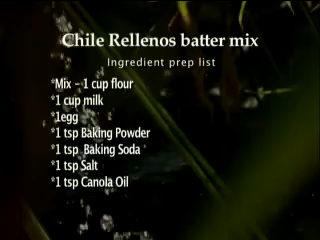 Chile Rellenos batter mix
Ingredient prep list
*Mix - 1 cup flour
*1 cup milk
*1egg
*1 tsp Baking Powder
*1 tsp  Baking Soda
*1 tsp Salt
*1 tsp Canola Oil